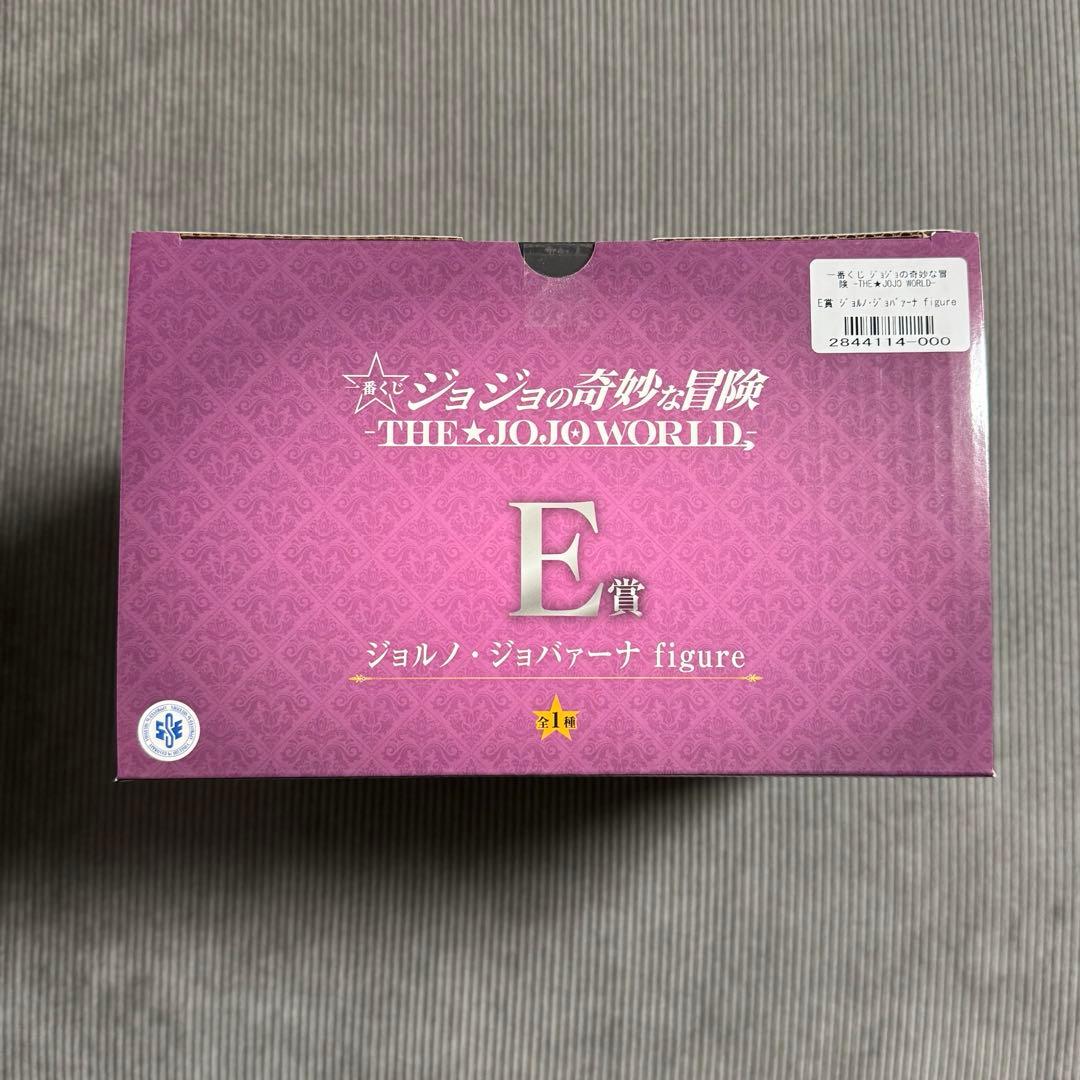 一番くじ ジョジョの奇妙な冒
険 -THE★JOJO WORLD-
E賞 ジョルノ・ジョバァーナ figure
2844114-000
一番くじ ジョジョの奇妙な冒険
-THE★JOJO WORLD-
E賞
ジョルノ・ジョバァーナ figure
全1種